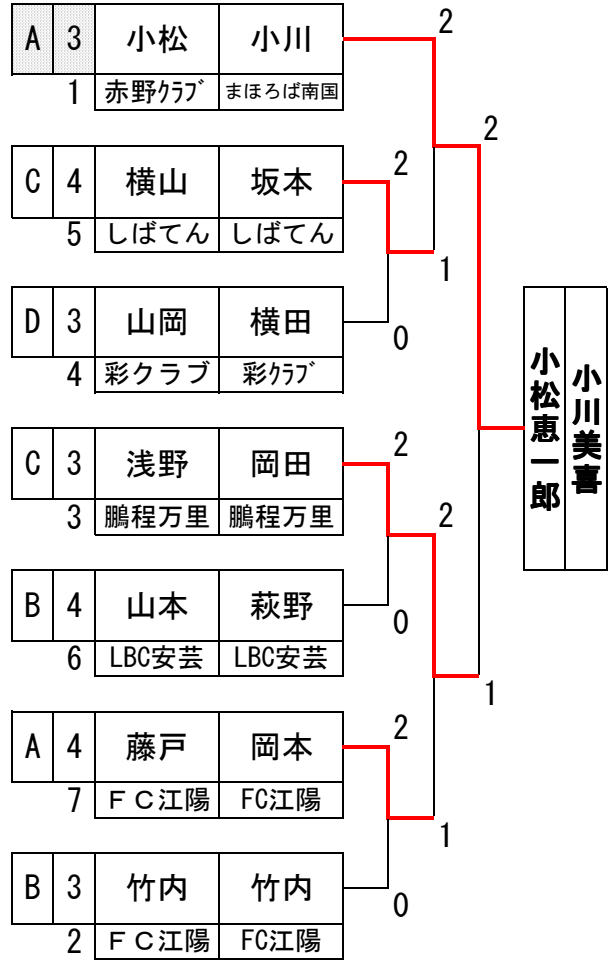 A 3 小松 小川
2
1 赤野ｸﾗﾌﾞ まほろば南国
2
C 4 横山 坂本
2
5 しばてん しばてん
1
D 3 山岡 横田
0
4 彩クラブ 彩ｸﾗﾌﾞ
小松恵一郎
小川美喜
C 3 浅野 岡田
2
3 鵬程万里 鵬程万里
2
B 4 山本 萩野
0
6 LBC安芸 LBC安芸
1
A 4 藤戸 岡本
2
7 ＦＣ江陽 FC江陽
1
B 3 竹内 竹内
0
2 ＦＣ江陽 FC江陽